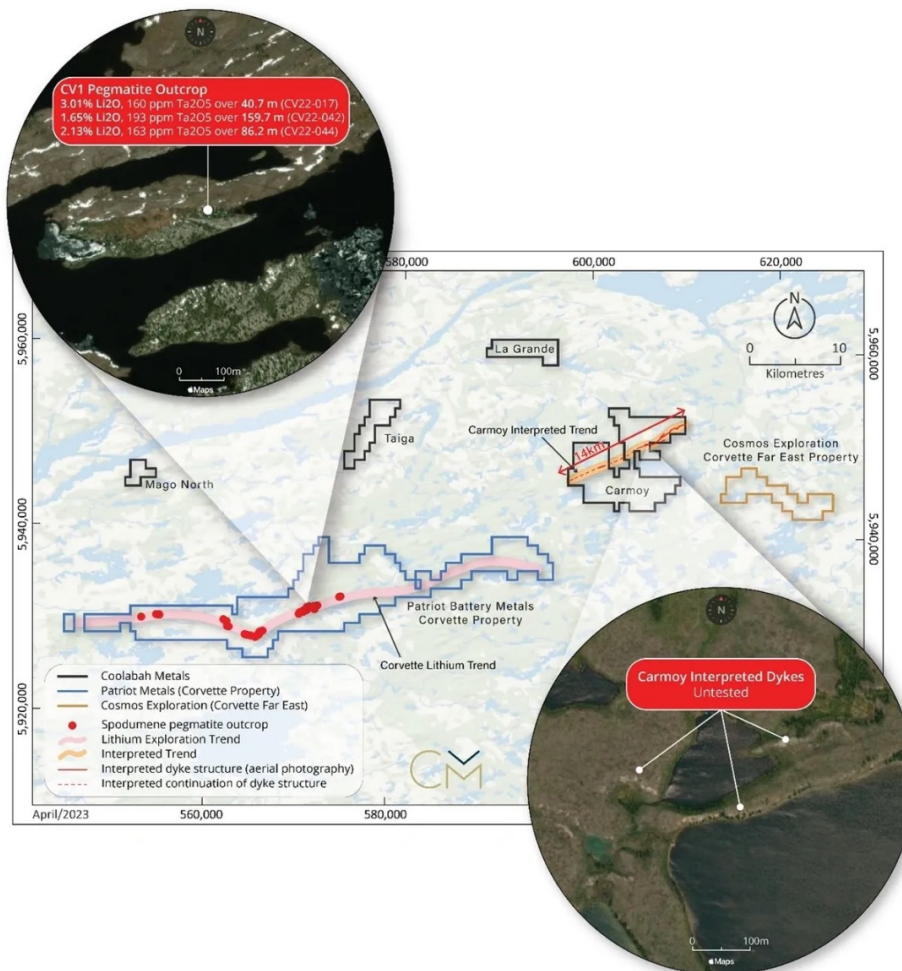 N
CV1 Pegmatite Outcrop
3.01% Li2O, 160 ppm Ta2O5 over 40.7 m (CV22-017)
1.65% Li2O, 193 ppm Ta2O5 over 159.7 m (CV22-042)
2.13% Li2O, 163 ppm Ta2O5 over 86.2 m (CV22-044)
0 100m
Maps
580,000
600,000
620,000
5,960,000
5,960,000
N
0 10
Kilometres
La Grande
Taiga
Carmoy Interpreted Trend
14km
Cosmos Exploration
Corvette Far East Property
Mago North
Carmoy
5,940,000
5,940,000
Patriot Battery Metals
Corvette Property
Corvette Lithium Trend
5,920,000
Coolabah Metals
Patriot Metals (Corvette Property)
Cosmos Exploration (Corvette Far East)
Spodumene pegmatite outcrop
Lithium Exploration Trend
Interpreted Trend
Interpreted dyke structure (aerial photography)
Interpreted continuation of dyke structure
CM
April/2023
560,000
580,000
N
Carmoy Interpreted Dykes
Untested
0 100m
Maps